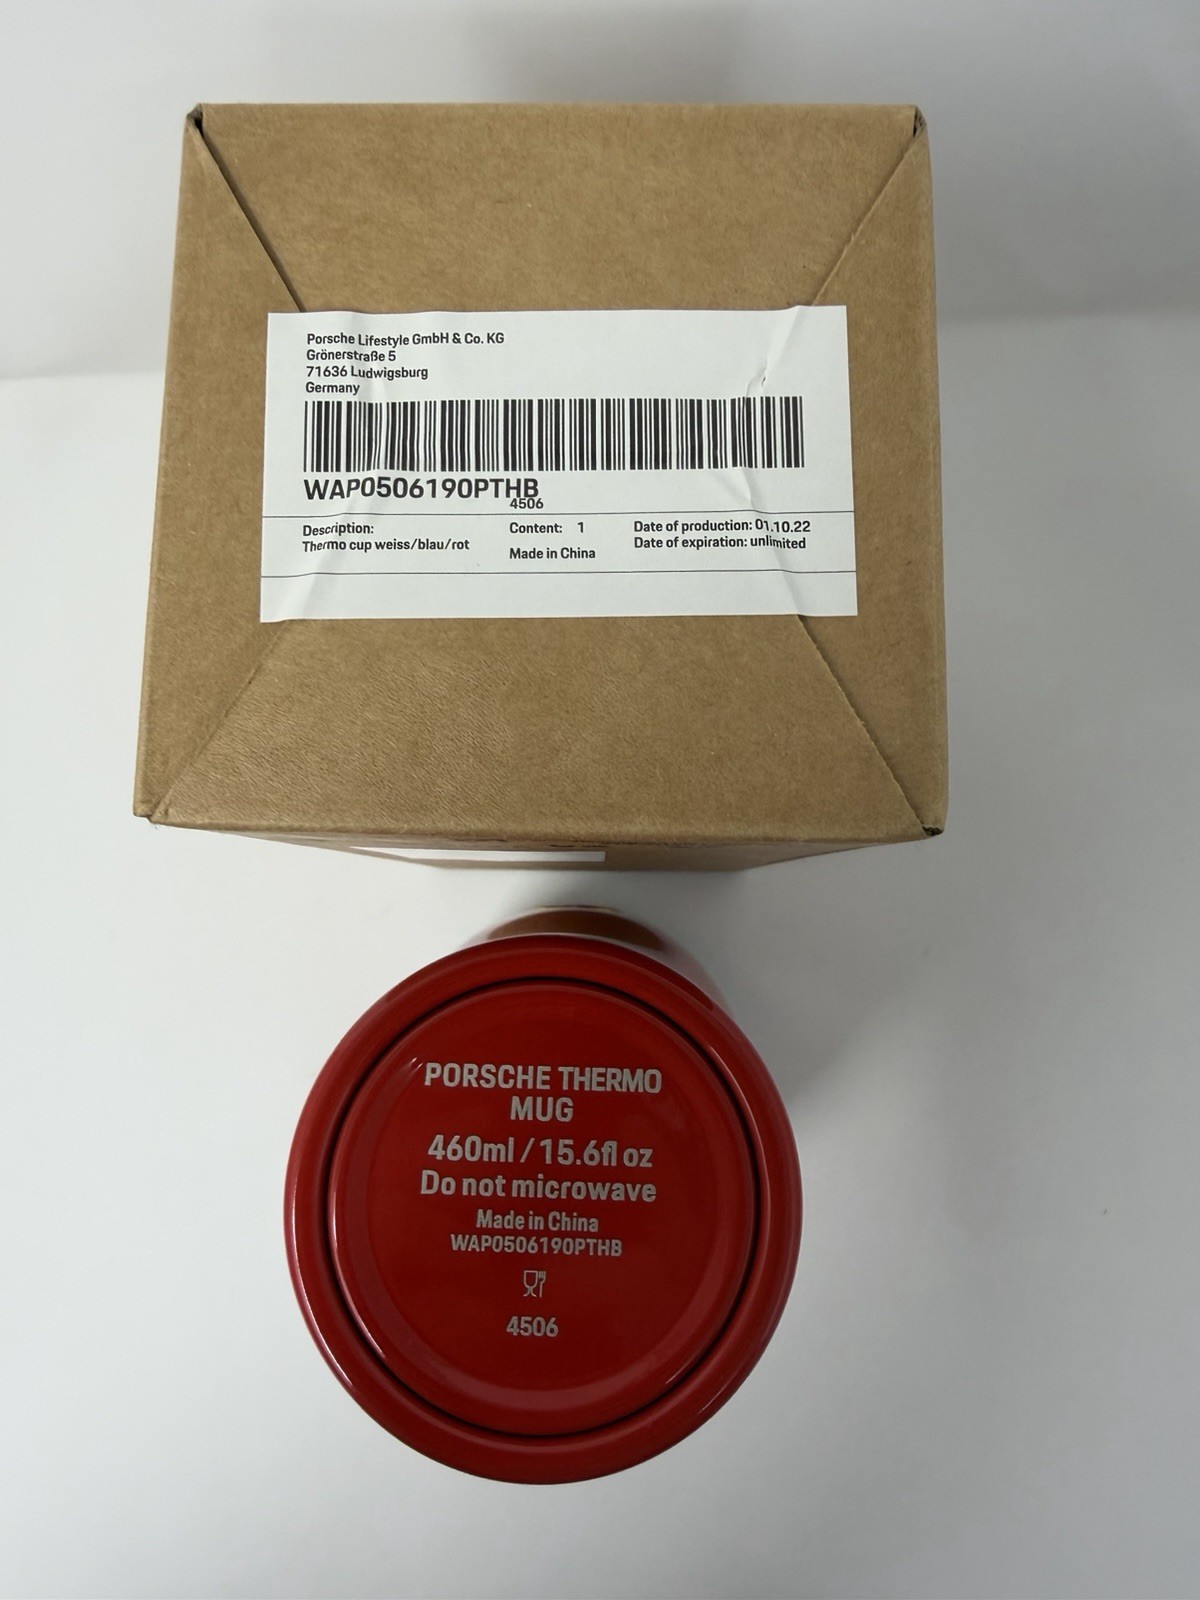 Porsche Lifestyle GmbH & Co. KG
Grönerstraße 5
71636 Ludwigsburg
Germany
WAP0506190PTHB
4506
Description:
Thermo cup weiss/blau/rot
Content: 1
Made in China
Date of production: 01.10.22
Date of expiration: unlimited
PORSCHE THERMO
MUG
460ml / 15.6fl oz
Do not microwave
Made in China
WAP0506190PTHB
4506